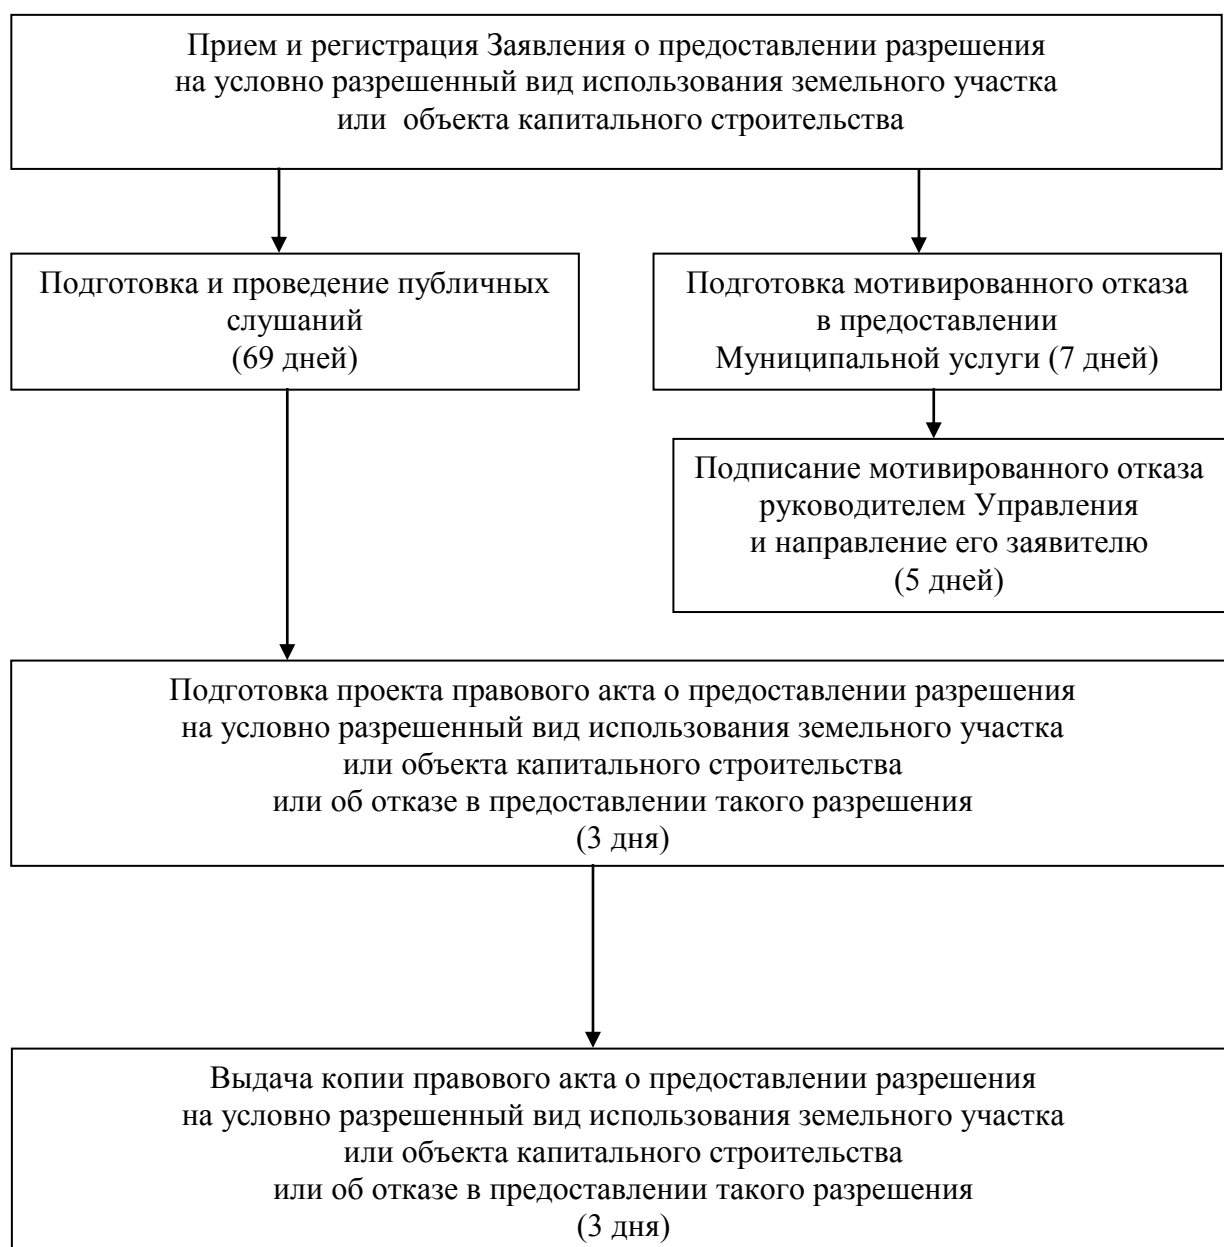 Прием и регистрация Заявления о предоставлении разрешения
на условно разрешенный вид использования земельного участка
или объекта капитального строительства
Подготовка и проведение публичных
слушаний
(69 дней)
Подготовка мотивированного отказа
в предоставлении
Муниципальной услуги (7 дней)
Подписание мотивированного отказа
руководителем Управления
и направление его заявителю
(5 дней)
Подготовка проекта правового акта о предоставлении разрешения
на условно разрешенный вид использования земельного участка
или объекта капитального строительства
или об отказе в предоставлении такого разрешения
(3 дня)
Выдача копии правового акта о предоставлении разрешения
на условно разрешенный вид использования земельного участка
или объекта капитального строительства
или об отказе в предоставлении такого разрешения
(3 дня)